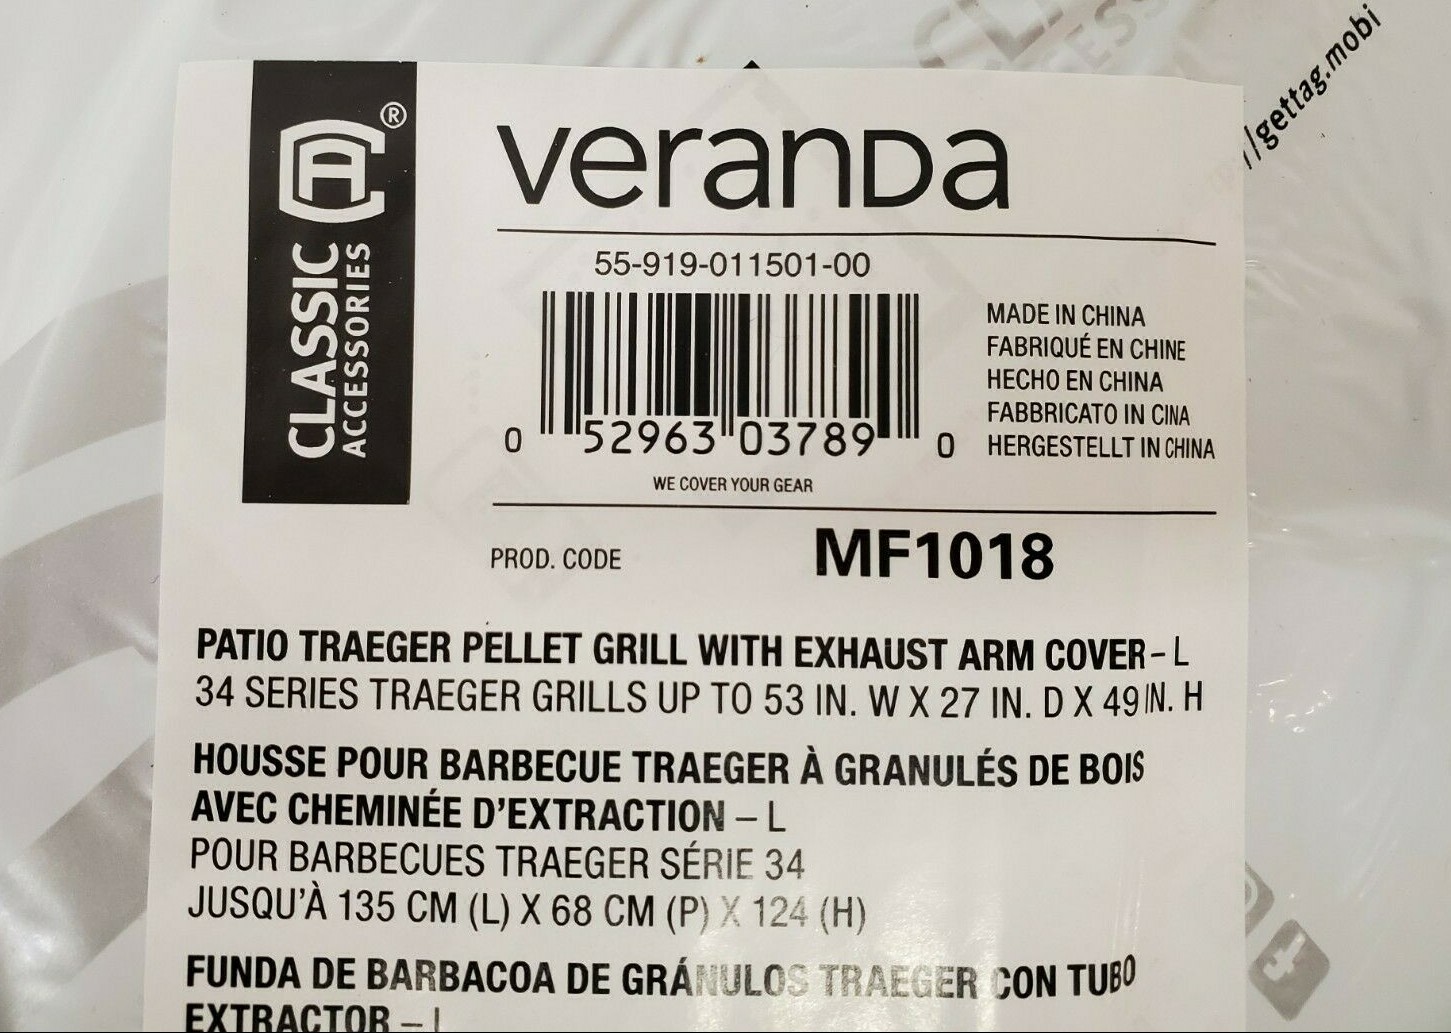 ://gettag.mobi
CLASSIC
ACCESSORIES
®
veranda
55-919-011501-00
0 52963 03789 0
WE COVER YOUR GEAR
MADE IN CHINA
FABRIQUÉ EN CHINE
HECHO EN CHINA
FABBRICATO IN CINA
HERGESTELLT IN CHINA
PROD. CODE MF1018
PATIO TRAEGER PELLET GRILL WITH EXHAUST ARM COVER - L
34 SERIES TRAEGER GRILLS UP TO 53 IN. W X 27 IN. D X 49 IN. H
HOUSSE POUR BARBECUE TRAEGER À GRANULÉS DE BOIS
AVEC CHEMINÉE D'EXTRACTION – L
POUR BARBECUES TRAEGER SÉRIE 34
JUSQU'À 135 CM (L) X 68 CM (P) X 124 (H)
FUNDA DE BARBACOA DE GRÁNULOS TRAEGER CON TUBO
EXTRACTOR – L